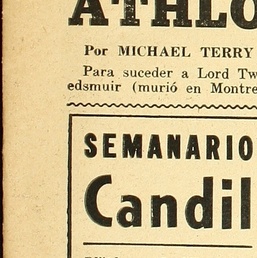 ATHLO
Por MICHAEL TERRY
Para suceder a Lord Tw
edsmuir (murió en Montre
SEMANARIO
Candil